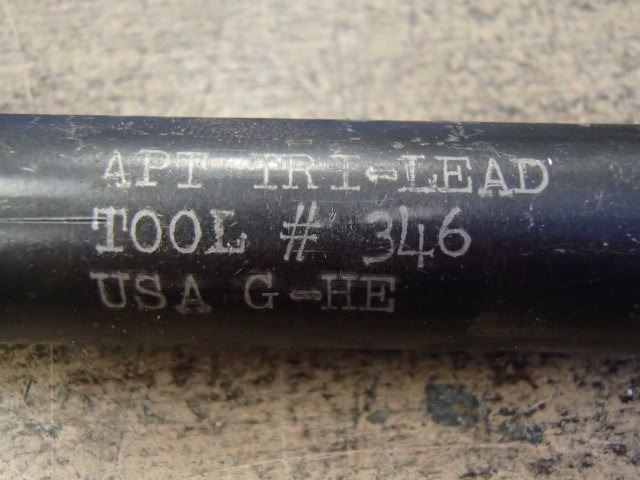 APT TRI-LEAD
TOOL # 346
USA G-HE